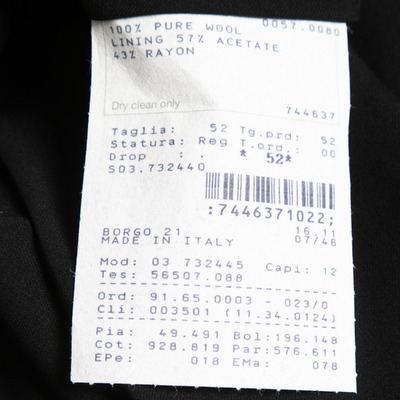 100% PURE WOOL 0057.0080
LINING 57% ACETATE
43% RAYON
Dry clean only 744637
Taglia: 52 Tg.prd: 52
Statura: Reg T.ord.: 00
Drop : . * 52*
S03.732440
:7446371022;
BORGO 21 16.11
MADE IN ITALY 07/46
Mod: 03 732445 Capi: 12
Tes: 56507.088
Ord: 91.65.0003 - 023/0
Cli: 003501 (11.34.0124)
Pia: 49.491 Bol:196.148
Cot: 928.819 Par:576.611
EPe: 018 EMa: 078